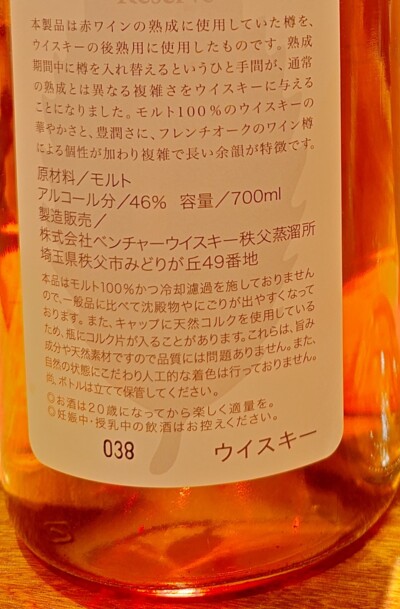 Reserve
本製品は赤ワインの熟成に使用していた樽を、
ウイスキーの後熟用に使用したものです。熟成
期間中に樽を入れ替えるというひと手間が、通常
の熟成とは異なる複雑さをウイスキーに与える
ことになりました。モルト100%のウイスキーの
華やかさと、豊潤さに、フレンチオークのワイン樽
による個性が加わり複雑で長い余韻が特徴です。
原材料／モルト
アルコール分／46% 容量／700ml
製造販売／
株式会社ベンチャーウイスキー秩父蒸溜所
埼玉県秩父市みどりが丘49番地
本品はモルト100%かつ冷却濾過を施しておりません
ので、一般品に比べて沈殿物やにごりが出やすくなって
おります。また、キャップに天然コルクを使用している
ため、瓶にコルク片が入ることがあります。これらは、旨み
成分や天然素材ですので品質には問題ありません。また、
自然の状態にこだわり人工的な着色は行っておりません。
尚、ボトルは立てて保管してください。
◎お酒は20歳になってから楽しく適量を。
◎妊娠中・授乳中の飲酒はお控えください。
038
ウイスキー